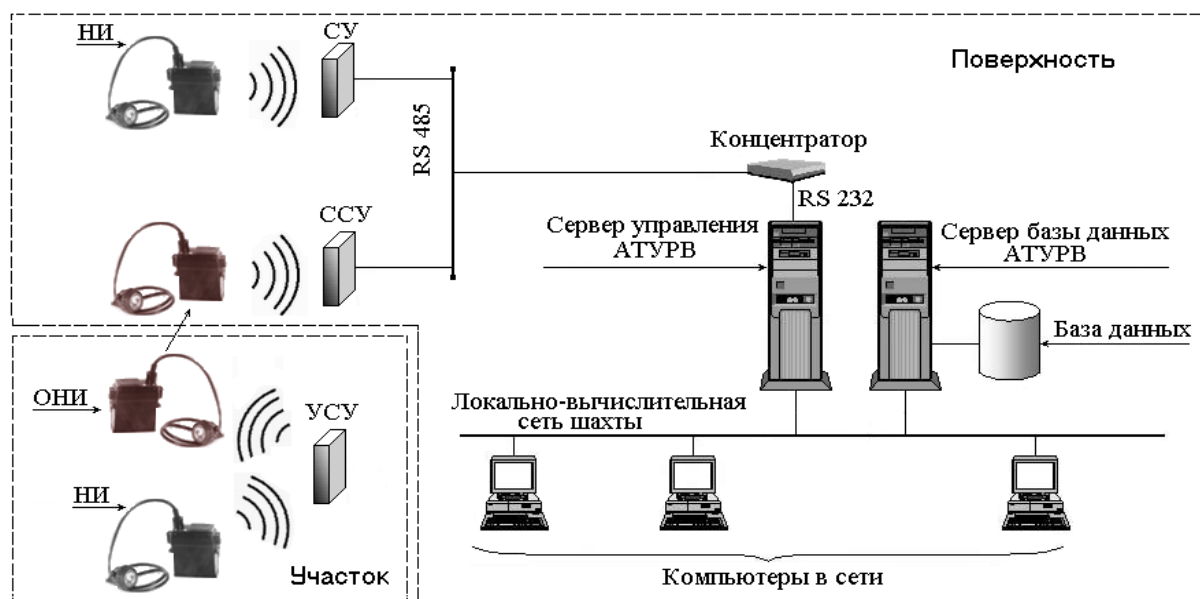 НИ
СУ
Поверхность
RS 485
Концентратор
RS 232
ССУ
Сервер управления
АТУРВ
Сервер базы данных
АТУРВ
База данных
ОНИ
УСУ
Локально-вычислительная
сеть шахты
НИ
Участок
Компьютеры в сети